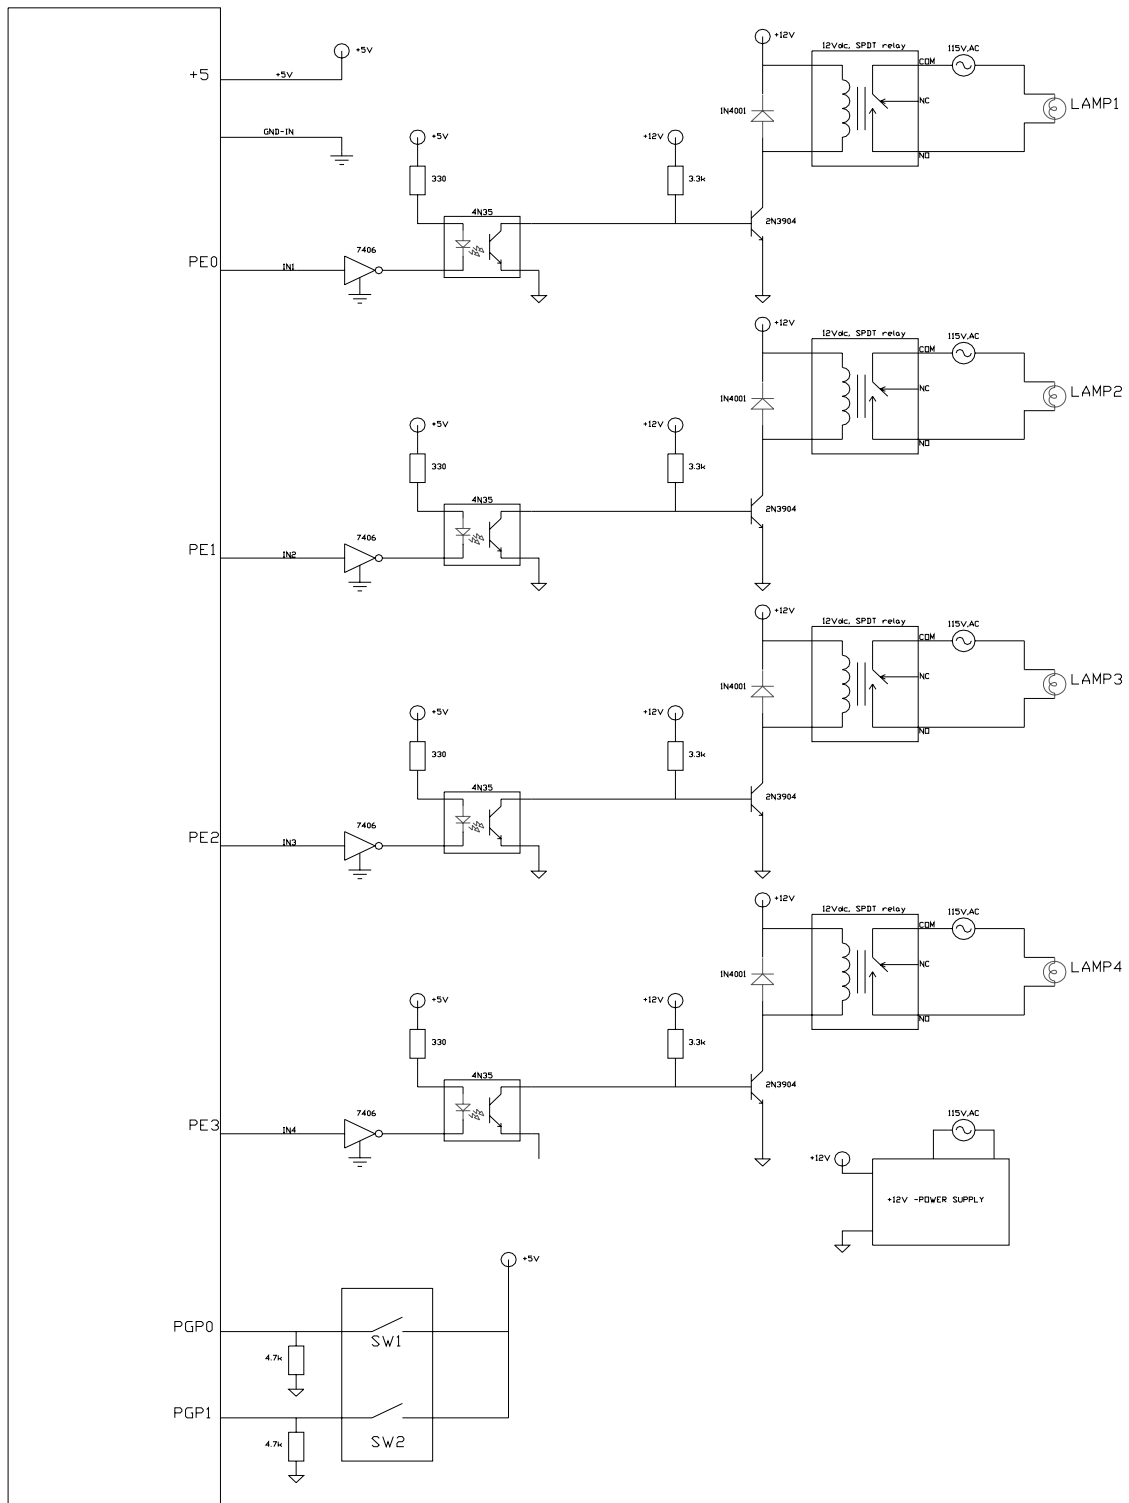 +12V
12Vdc, SPDT relay
115V,AC
+5V
+5
+5V
COM
NC
NO
1N4001
LAMP1
GND-IN
+5V
+12V
330
3.3k
4N35
2N3904
7406
PE0
IN1
+12V
12Vdc, SPDT relay
115V,AC
COM
NC
NO
1N4001
LAMP2
+5V
+12V
330
3.3k
4N35
2N3904
7406
PE1
IN2
+12V
12Vdc, SPDT relay
115V,AC
COM
NC
NO
1N4001
LAMP3
+5V
+12V
330
3.3k
4N35
2N3904
7406
PE2
IN3
+12V
12Vdc, SPDT relay
115V,AC
COM
NC
NO
1N4001
LAMP4
+5V
+12V
330
3.3k
4N35
2N3904
7406
PE3
IN4
115V,AC
+12V
+12V -POWER SUPPLY
+5V
PGP0
SW1
4.7k
PGP1
SW2
4.7k